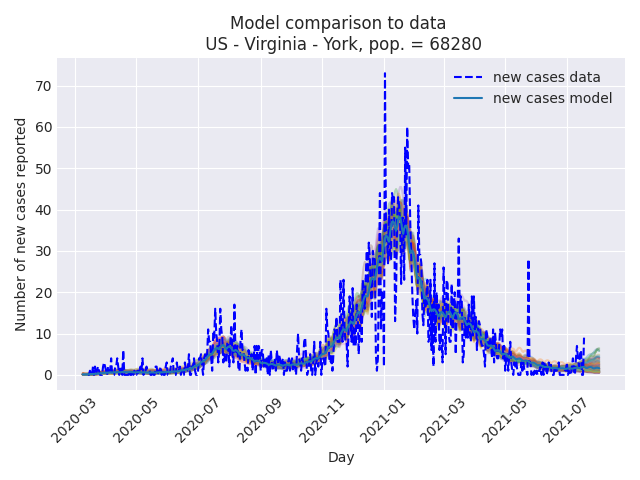 Model comparison to data
US - Virginia - York, pop. = 68280
new cases data
new cases model
Number of new cases reported
70
60
50
40
30
20
10
0
2020-03
2020-05
2020-07
2020-09
2020-11
2021-01
2021-03
2021-05
2021-07
Day